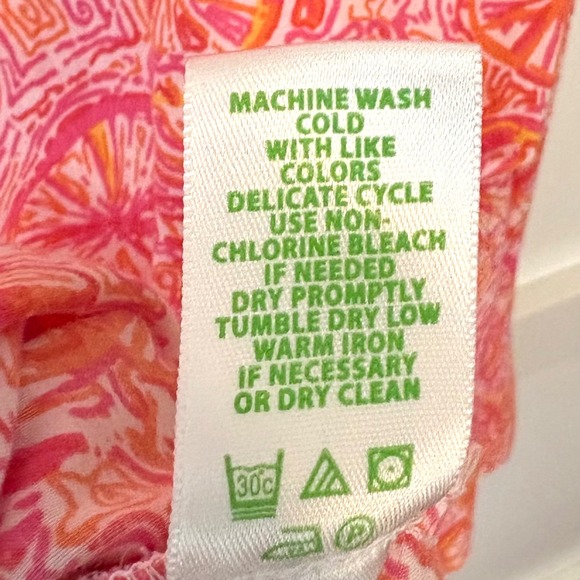 MACHINE WASH
COLD
WITH LIKE
COLORS
DELICATE CYCLE
USE NON-
CHLORINE BLEACH
IF NEEDED
DRY PROMPTLY
TUMBLE DRY LOW
WARM IRON
IF NECESSARY
OR DRY CLEAN
30°C
P